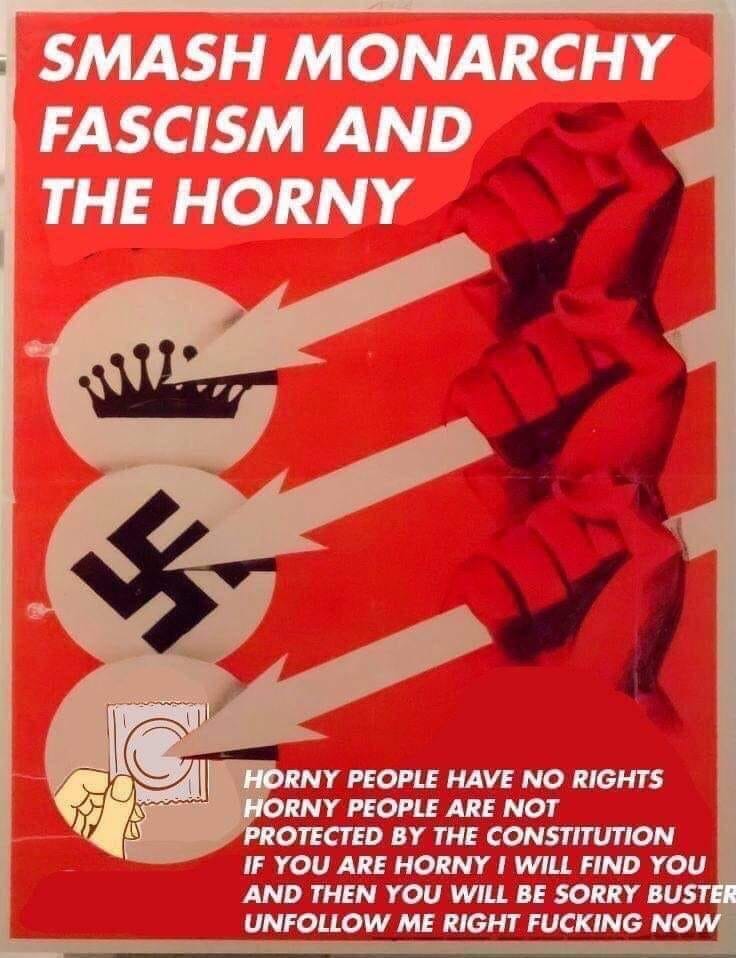 SMASH MONARCHY
FASCISM AND
THE HORNY
HORNY PEOPLE HAVE NO RIGHTS
HORNY PEOPLE ARE NOT
PROTECTED BY THE CONSTITUTION
IF YOU ARE HORNY I WILL FIND YOU
AND THEN YOU WILL BE SORRY BUSTER
UNFOLLOW ME RIGHT FUCKING NOW